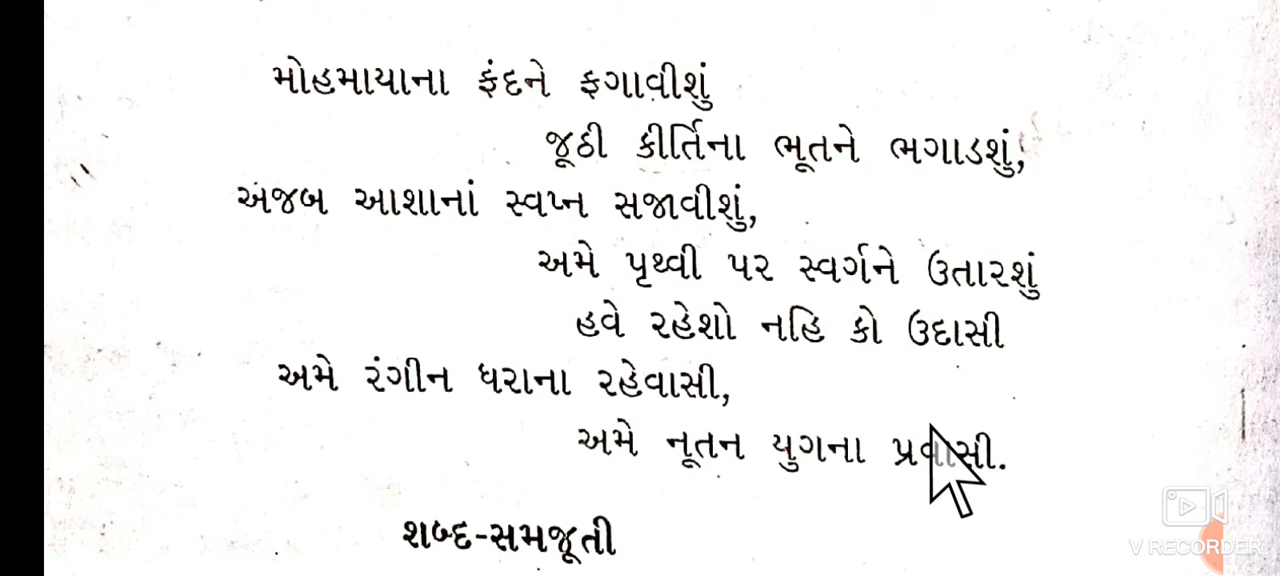 મોહમાયાના ફંદને ફગાવીશું
જૂઠી કીર્તિના ભૂતને ભગાડશું,
અજબ આશાનાં સ્વપ્ન સજાવીશું,
અમે પૃથ્વી પર સ્વર્ગને ઉતારશું
હવે રહેશો નહિ કો ઉદાસી
અમે રંગીન ધરાના રહેવાસી,
અમે નૂતન યુગના પ્રવાસી.
શબ્દ-સમજૂતી
V RECORDER